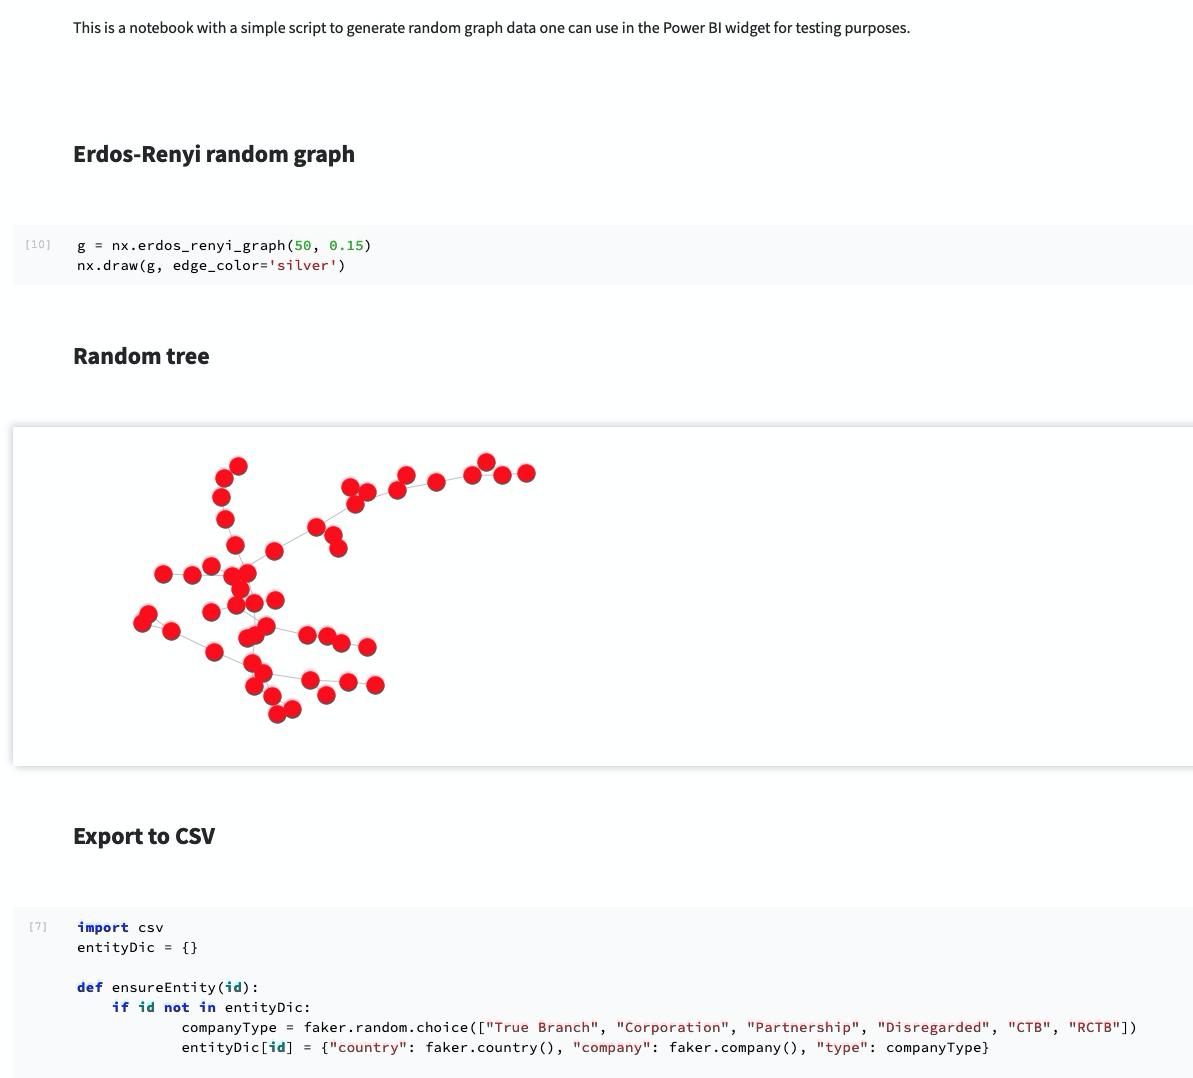 This is a notebook with a simple script to generate random graph data one can use in the Power BI widget for testing purposes.
Erdos-Renyi random graph
[10]
g = nx.erdos_renyi_graph(50, 0.15)
nx.draw(g, edge_color='silver')
Random tree
Export to CSV
[7]
import csv
entityDic = {}
def ensureEntity(id):
    if id not in entityDic:
            companyType = faker.random.choice(["True Branch", "Corporation", "Partnership", "Disregarded", "CTB", "RCTB"])
            entityDic[id] = {"country": faker.country(), "company": faker.company(), "type": companyType}